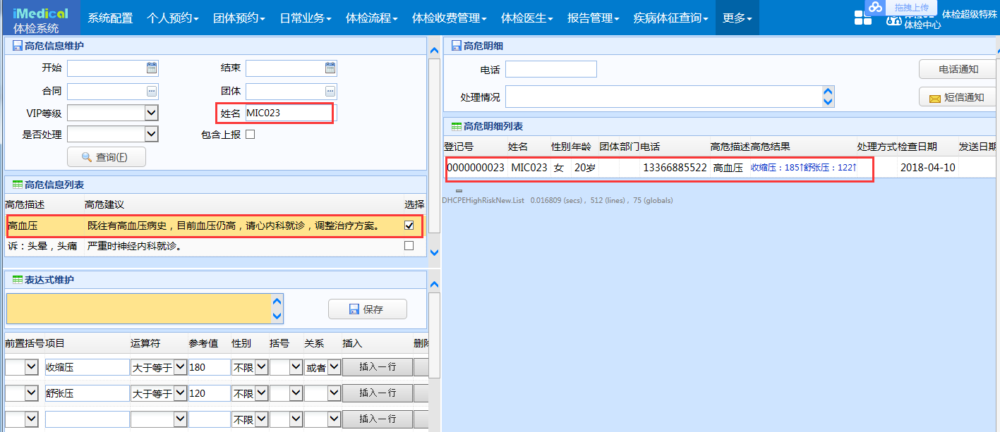 iMedical
体检系统
系统配置 个人预约 团体预约 日常业务 体检流程 体检收费管理 体检医生 报告管理 疾病体征查询 更多
拖拽上传
体检超级特殊
体检中心
高危信息维护
开始 结束
合同 团体
VIP等级 姓名 MIC023
是否处理 包含上报
查询(F)
高危信息列表
高危描述 高危建议 选择
高血压 既往有高血压病史，目前血压仍高，请心内科就诊，调整治疗方案。
诉：头晕，头痛 严重时神经内科就诊。
表达式维护
保存
前置括号 项目 运算符 参考值 性别 括号 关系 插入 删除
收缩压 大于等于 180 不限 或者 插入一行
舒张压 大于等于 120 不限 插入一行
不限 插入一行
高危明细
电话 电话通知
处理情况 短信通知
高危明细列表
登记号 姓名 性别 年龄 团体 部门 电话 高危描述 高危结果 处理方式 检查日期 发送日期
0000000023 MIC023 女 20岁 13366885522 高血压 收缩压：185↑舒张压：122↑ 2018-04-10
DHCPEHighRiskNew.List 0.016809 (secs), 512 (lines), 75 (globals)